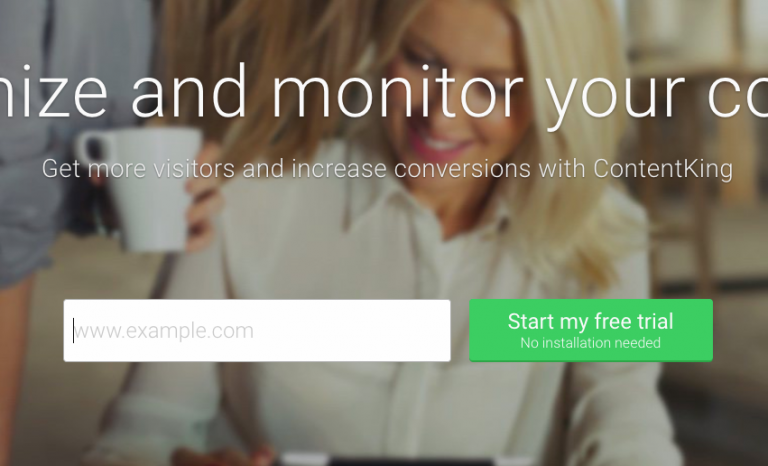 nize and monitor your co
Get more visitors and increase conversions with ContentKing
www.example.com
Start my free trial
No installation needed